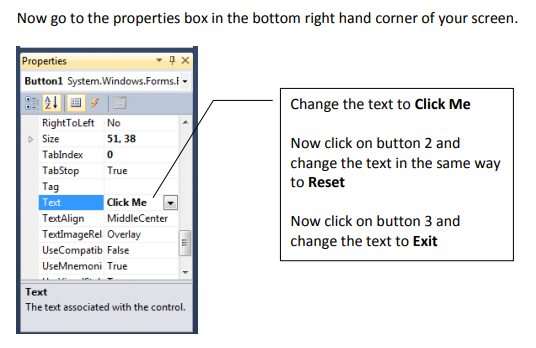 Now go to the properties box in the bottom right hand corner of your screen.
Properties
Button1 System.Windows.Forms.
RightToLeft No
Size 51, 38
TabIndex 0
TabStop True
Tag
Text Click Me
TextAlign MiddleCenter
TextImageRel Overlay
UseCompatib False
UseMnemoni True
Text
The text associated with the control.
Change the text to Click Me
Now click on button 2 and
change the text in the same way
to Reset
Now click on button 3 and
change the text to Exit